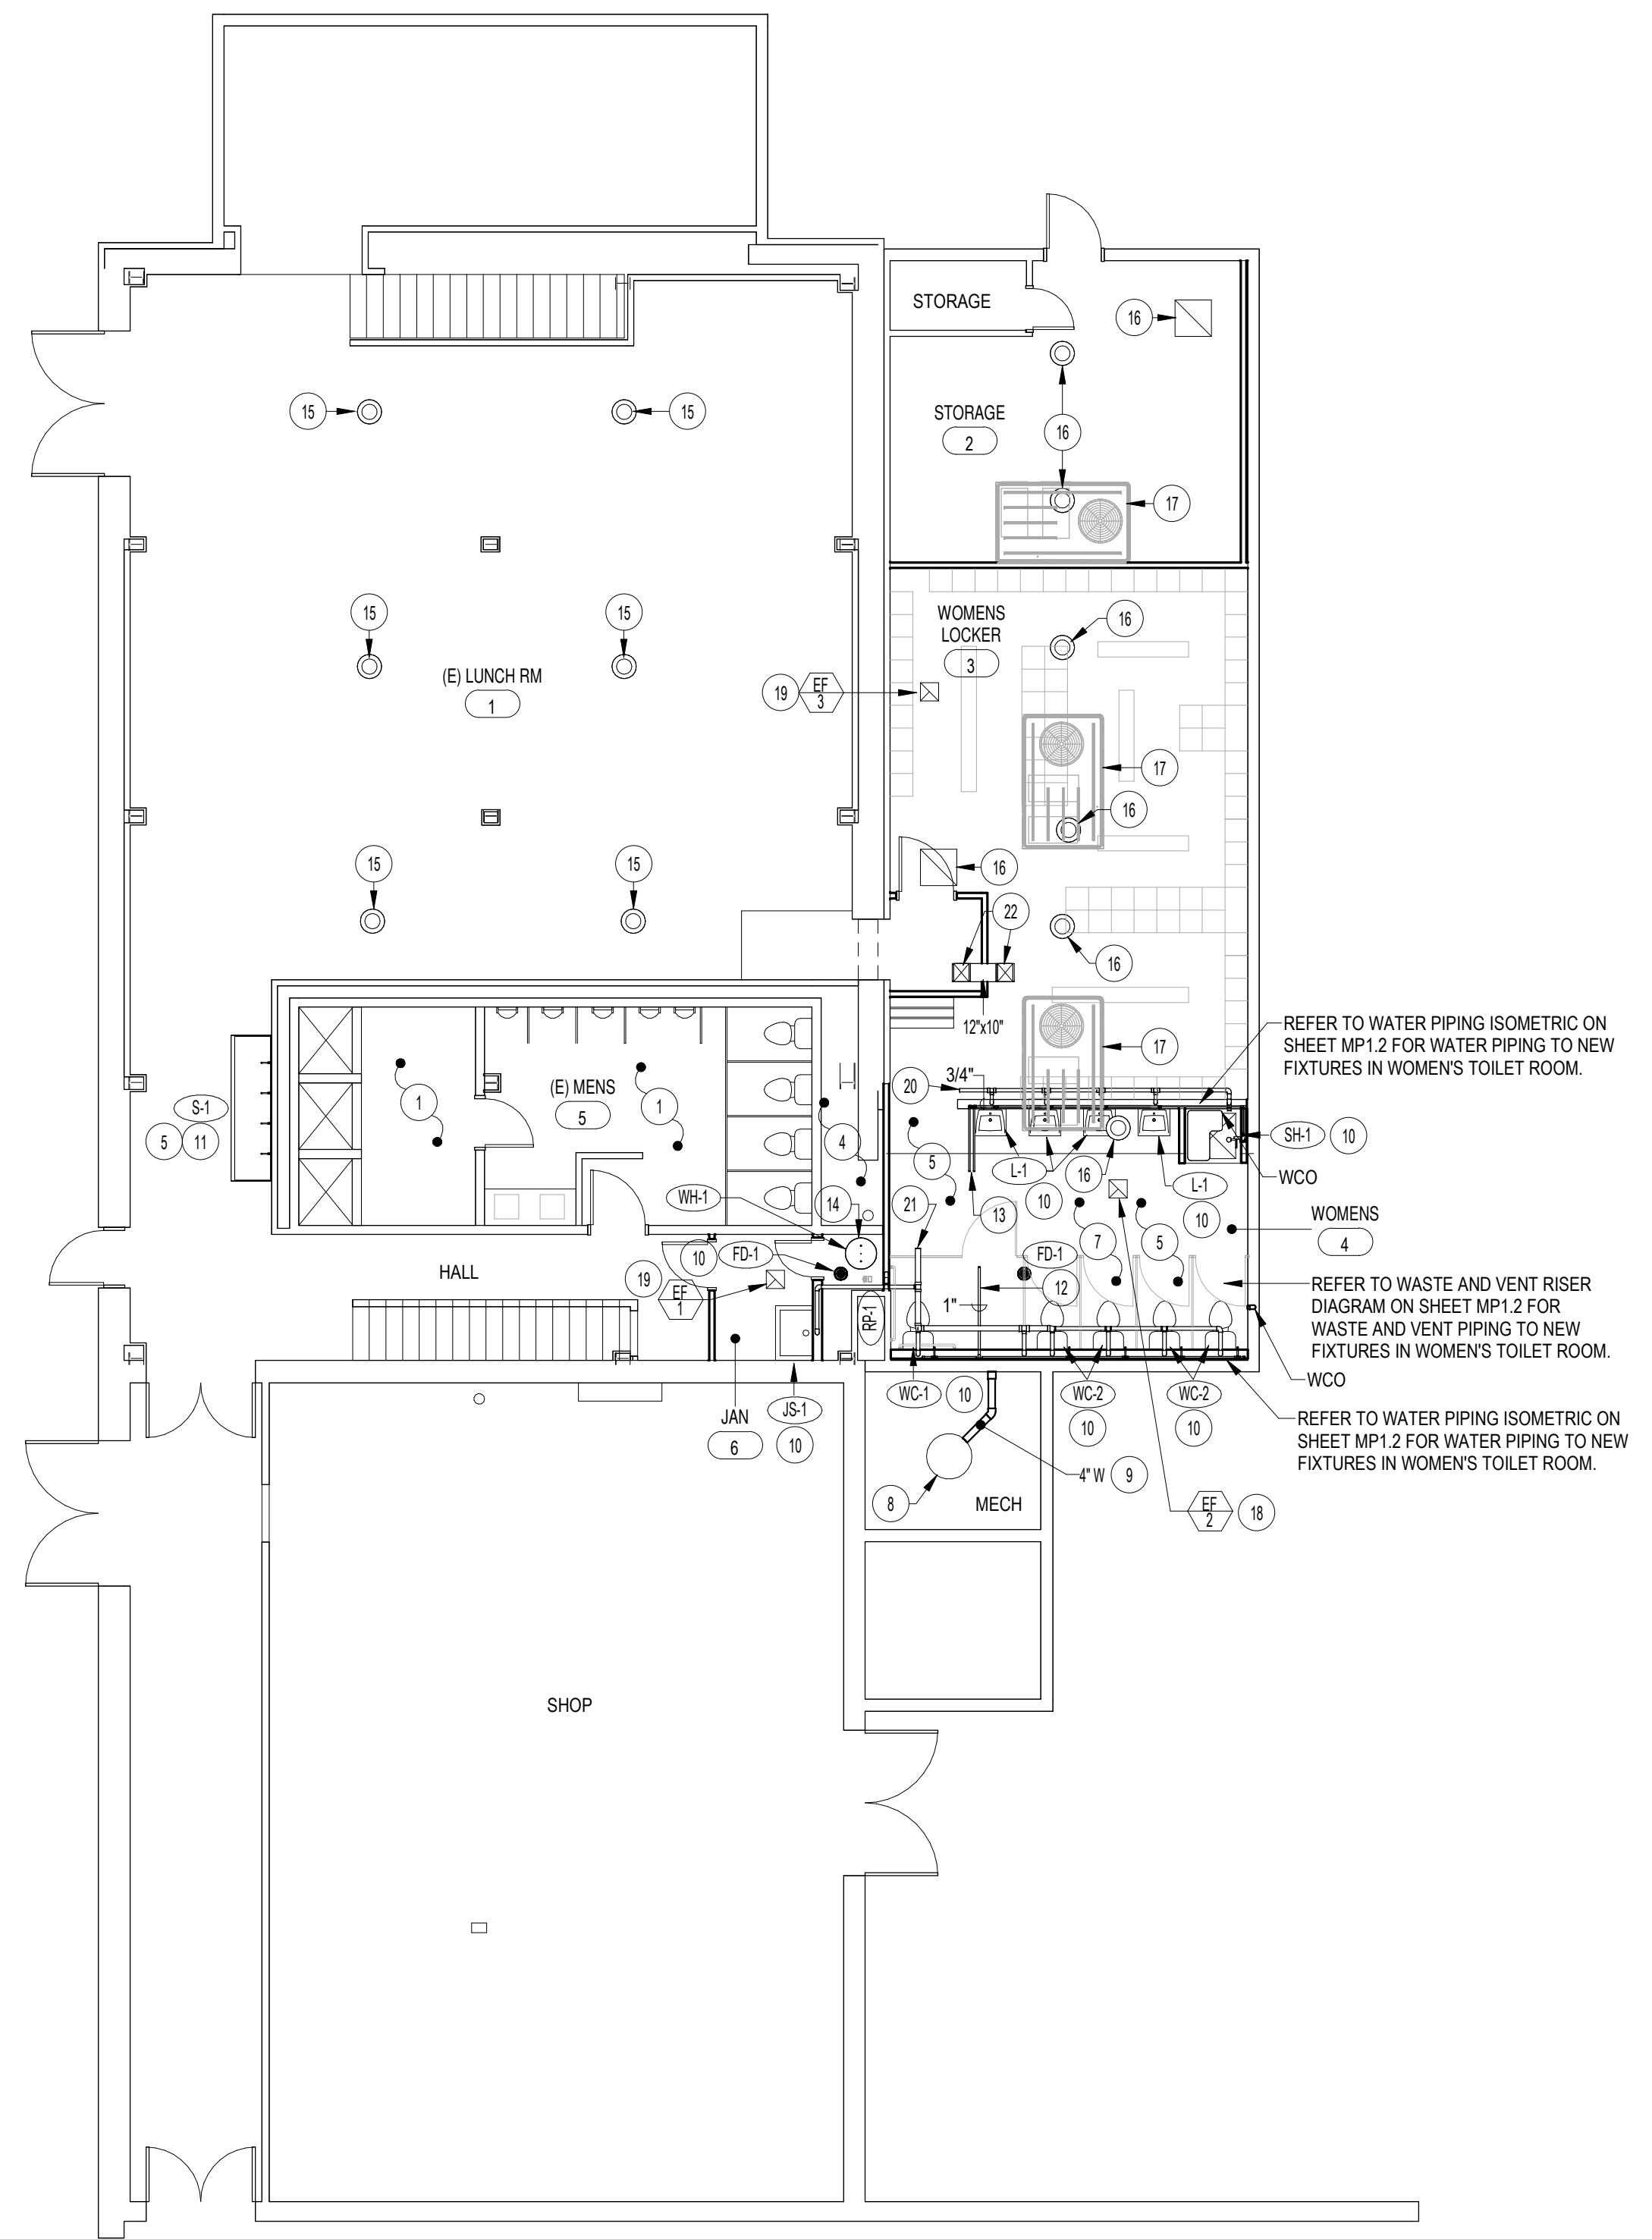 STORAGE
16
STORAGE
2
16
15
15
17
WOMENS
LOCKER
3
16
15
15
(E) LUNCH RM
1
19
EF
3
17
16
15
15
16
22
16
12"x10"
REFER TO WATER PIPING ISOMETRIC ON
SHEET MP1.2 FOR WATER PIPING TO NEW
FIXTURES IN WOMEN'S TOILET ROOM.
17
3/4"
20
(E) MENS
5
1
1
S-1
5
11
4
5
L-1
10
16
SH-1
10
WCO
L-1
10
WH-1
14
21
13
7
5
WOMENS
4
HALL
10
FD-1
FD-1
19
EF
1
12
1"
RP-1
REFER TO WASTE AND VENT RISER
DIAGRAM ON SHEET MP1.2 FOR
WASTE AND VENT PIPING TO NEW
FIXTURES IN WOMEN'S TOILET ROOM.
WCO
WC-1
10
WC-2
10
WC-2
10
JAN
6
JS-1
10
REFER TO WATER PIPING ISOMETRIC ON
SHEET MP1.2 FOR WATER PIPING TO NEW
FIXTURES IN WOMEN'S TOILET ROOM.
4" W
9
8
MECH
EF
2
18
SHOP